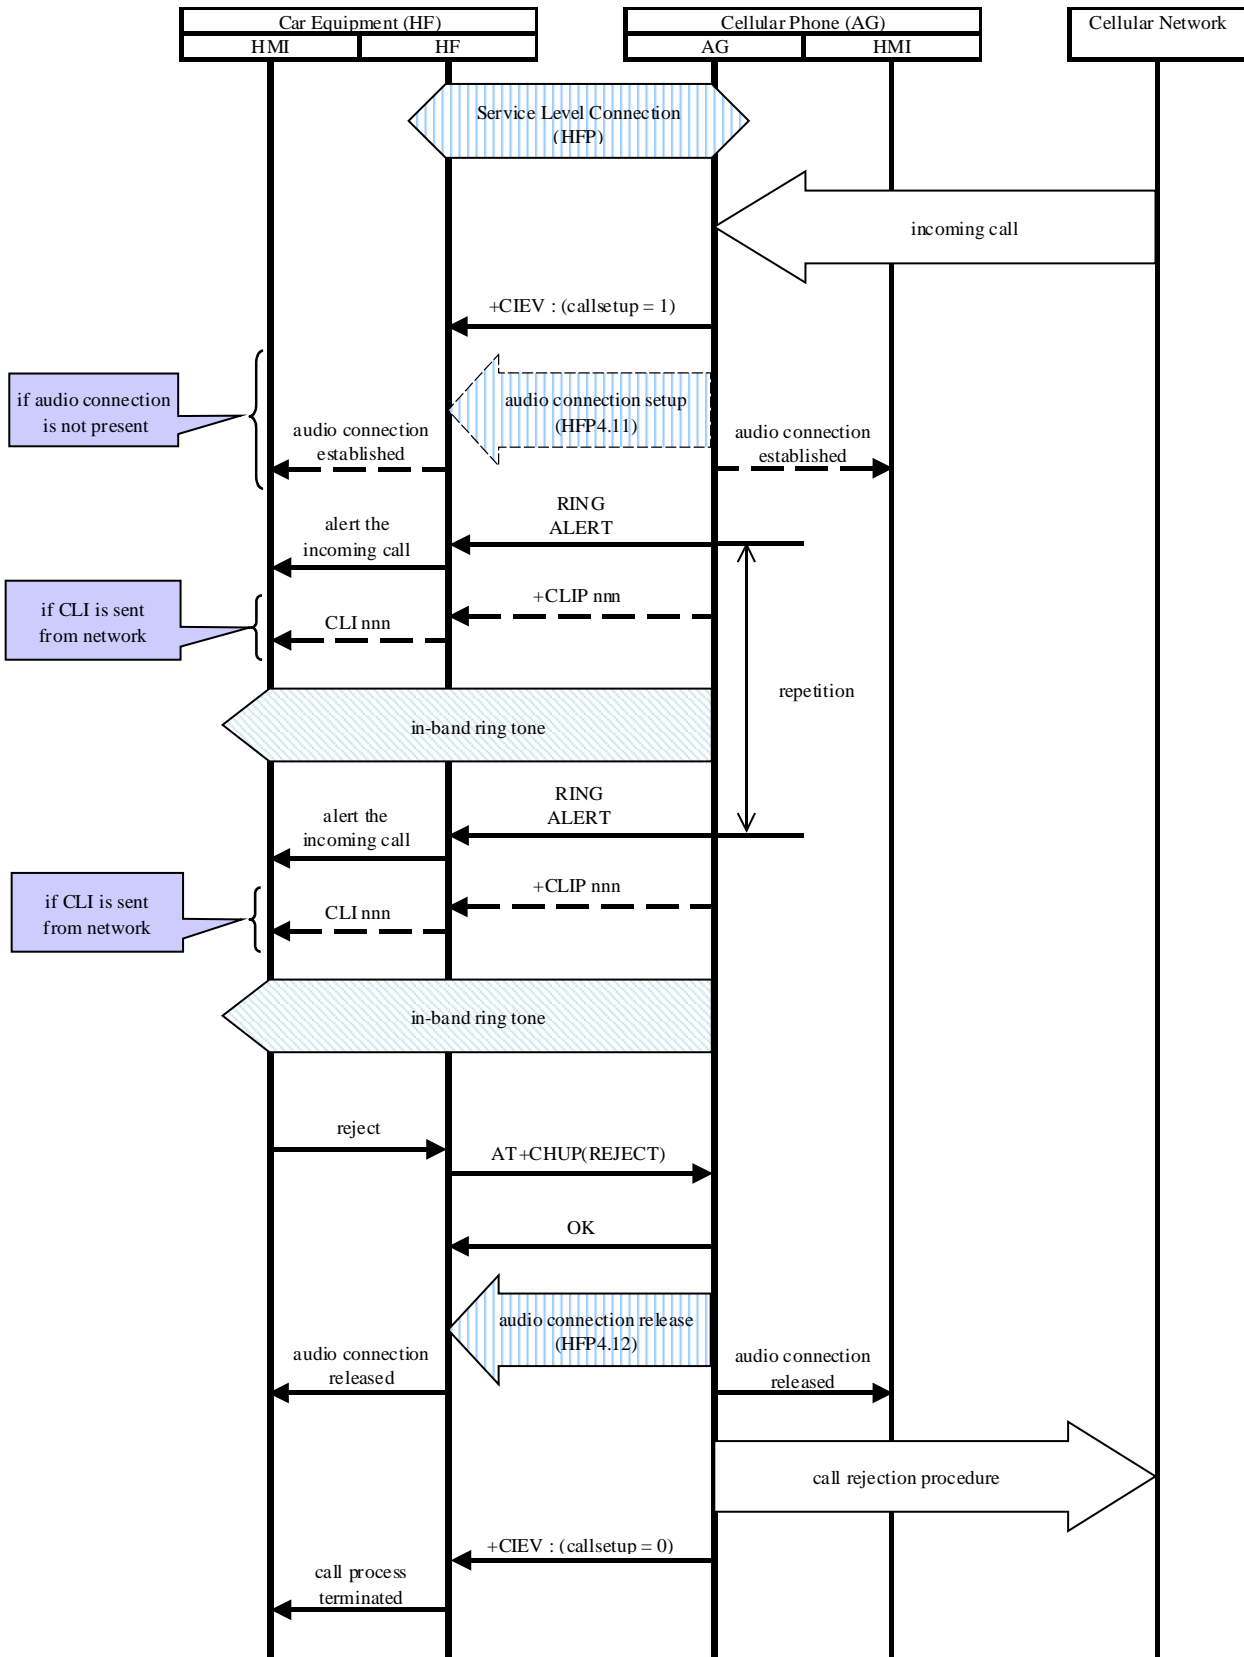 Car Equipment (HF)
Cellular Phone (AG)
Cellular Network
HMI
HF
AG
HMI
Service Level Connection
(HFP)
incoming call
+CIEV : (callsetup = 1)
if audio connection
is not present
audio connection setup
(HFP4.11)
audio connection
established
audio connection
established
RING
ALERT
alert the
incoming call
if CLI is sent
from network
+CLIP nnn
CLI nnn
repetition
in-band ring tone
RING
ALERT
alert the
incoming call
if CLI is sent
from network
+CLIP nnn
CLI nnn
in-band ring tone
reject
AT+CHUP(REJECT)
OK
audio connection release
(HFP4.12)
audio connection
released
audio connection
released
call rejection procedure
+CIEV : (callsetup = 0)
call process
terminated